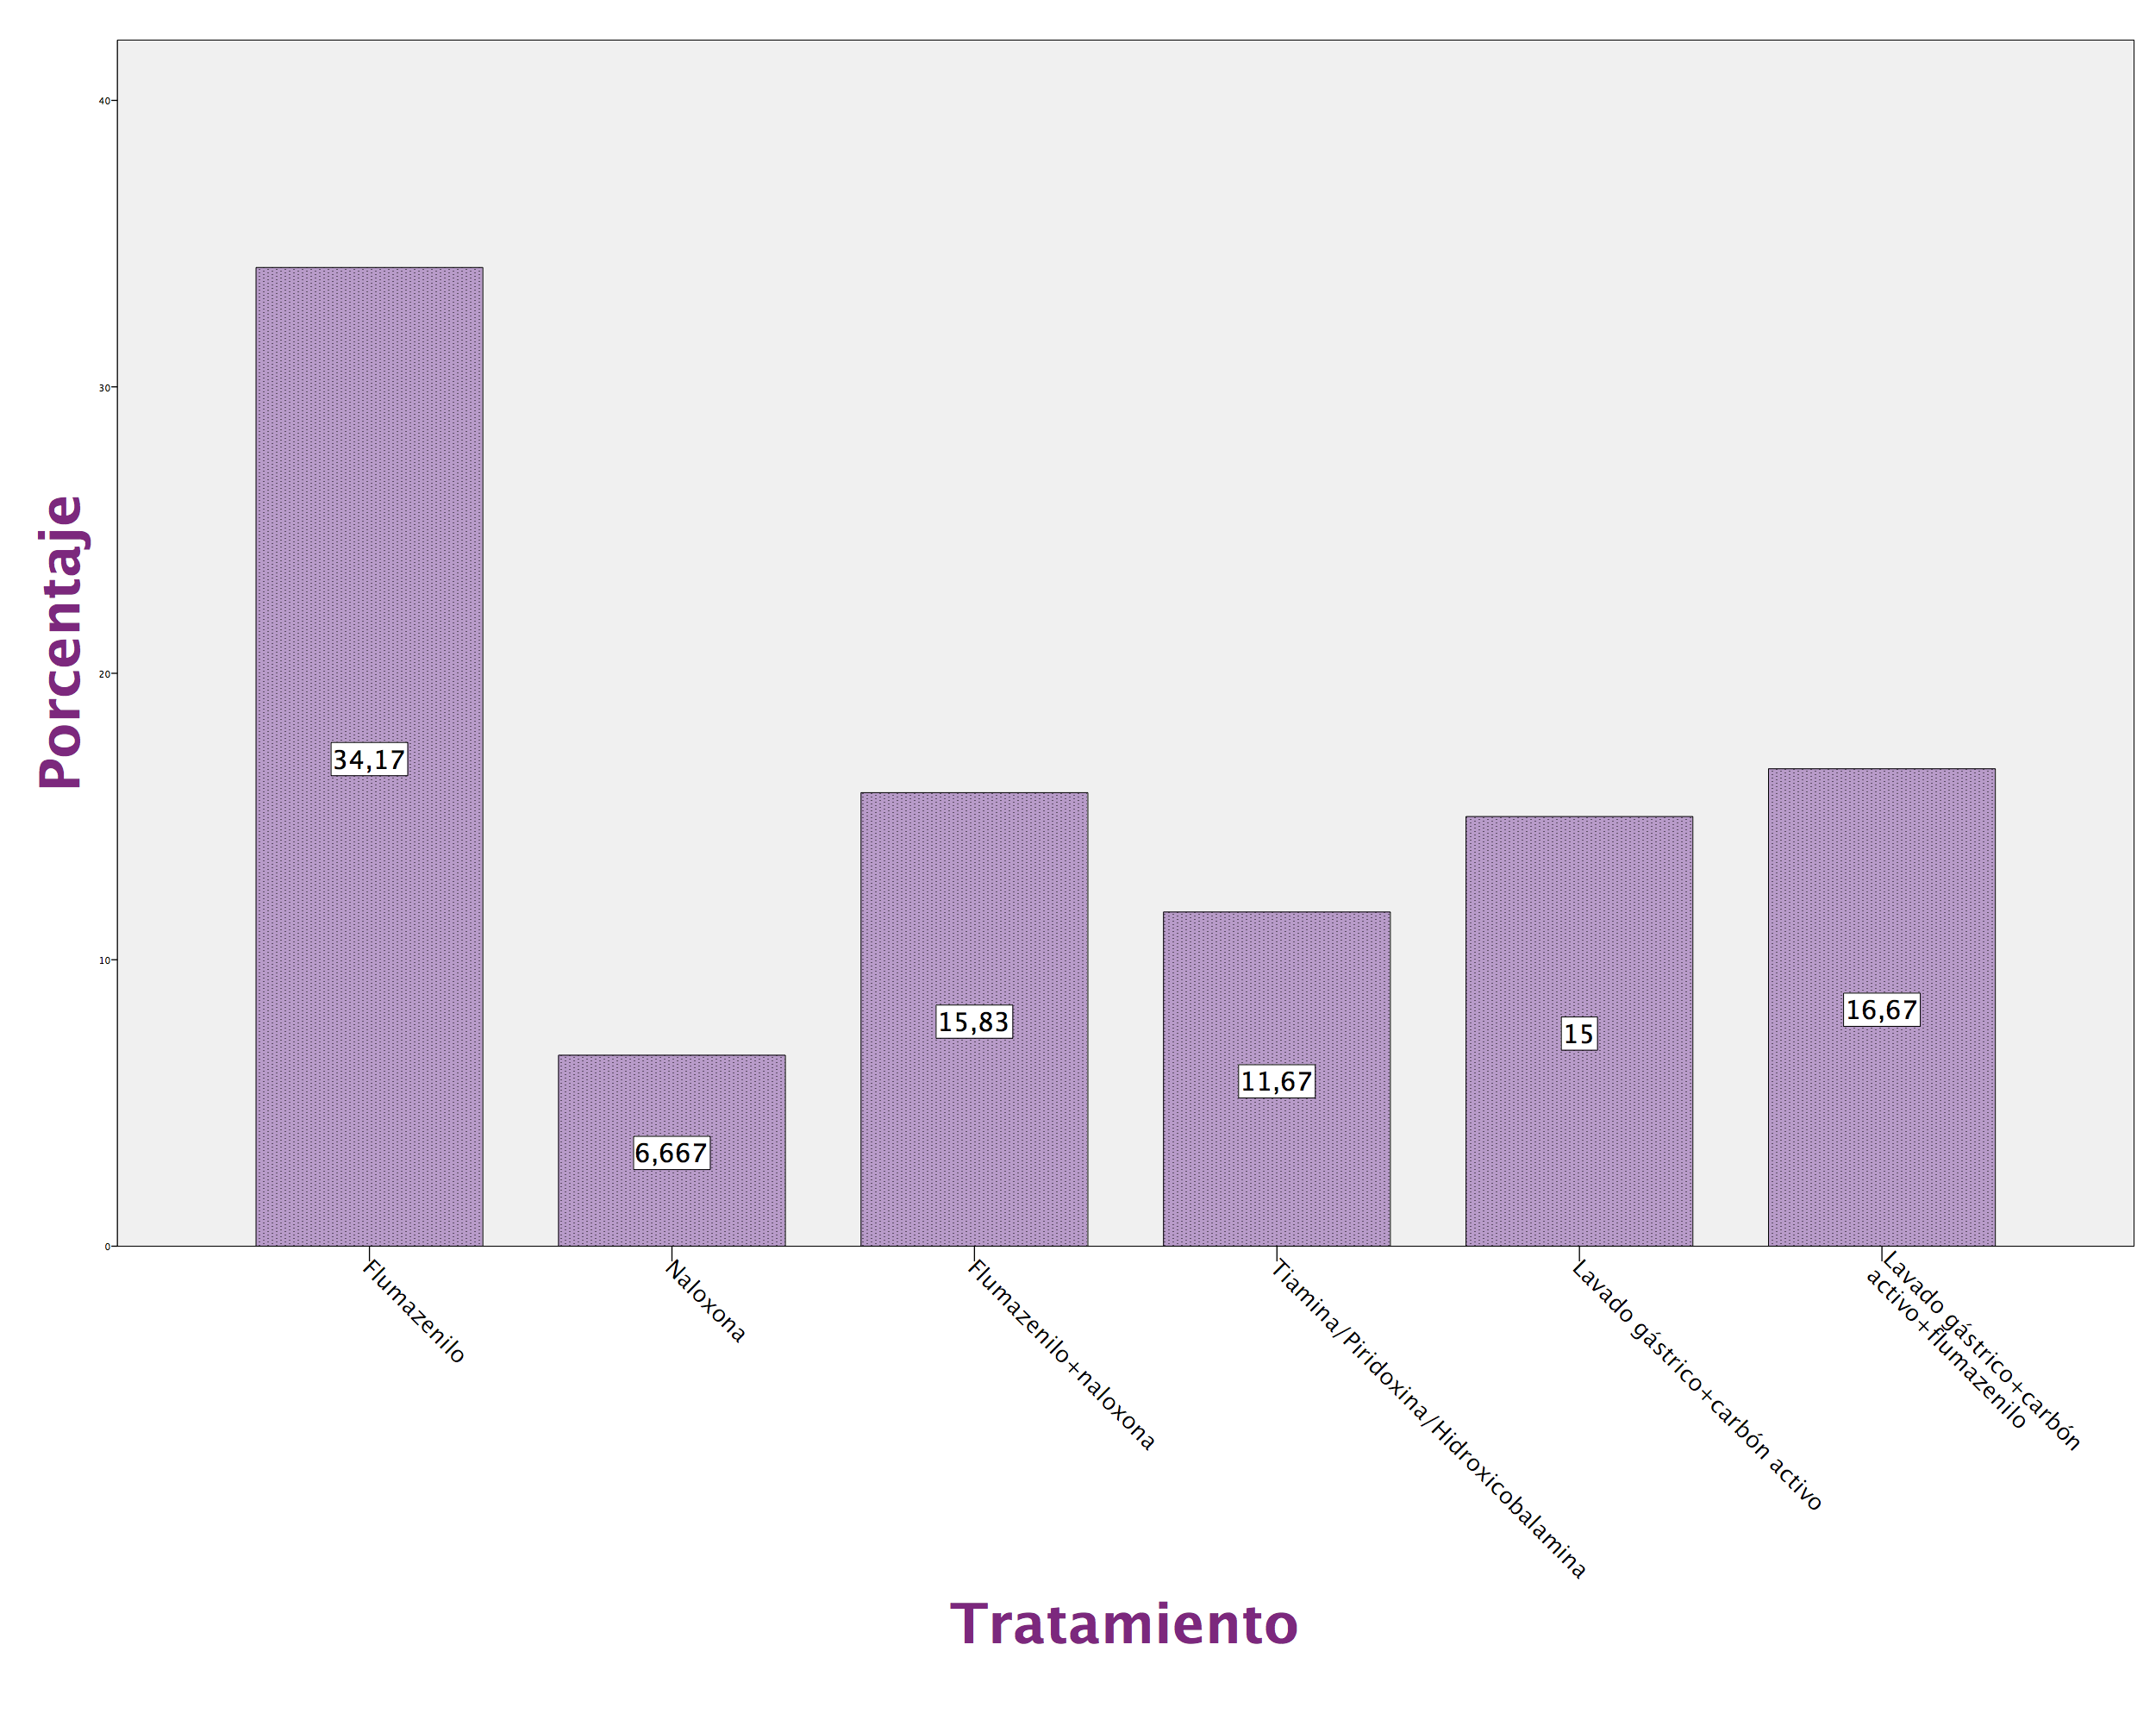 Porcentaje
40
30
20
10
0
34,17
6,667
15,83
11,67
15
16,67
Flumazenilo
Naloxona
Flumazenilo+naloxona
Tiamina/Piridoxina/Hidroxicobalamina
Lavado gástrico+carbón activo
Lavado gástrico+carbón
activo+flumazenilo
Tratamiento